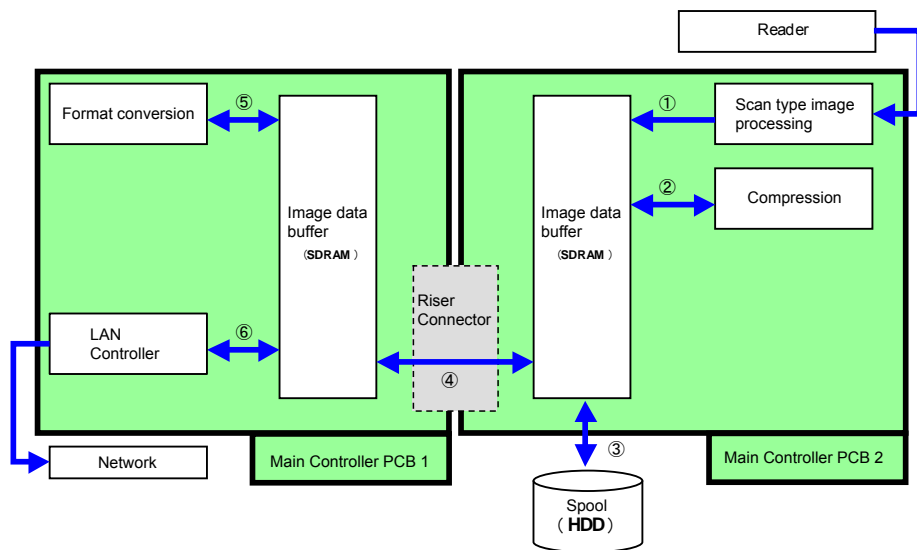 Reader
Format conversion
⑤
①
Scan type image
processing
②
Compression
Image data
buffer
（SDRAM）
Image data
buffer
（SDRAM）
Riser
Connector
LAN
Controller
⑥
④
③
Network
Main Controller PCB 1
Main Controller PCB 2
Spool
（HDD）